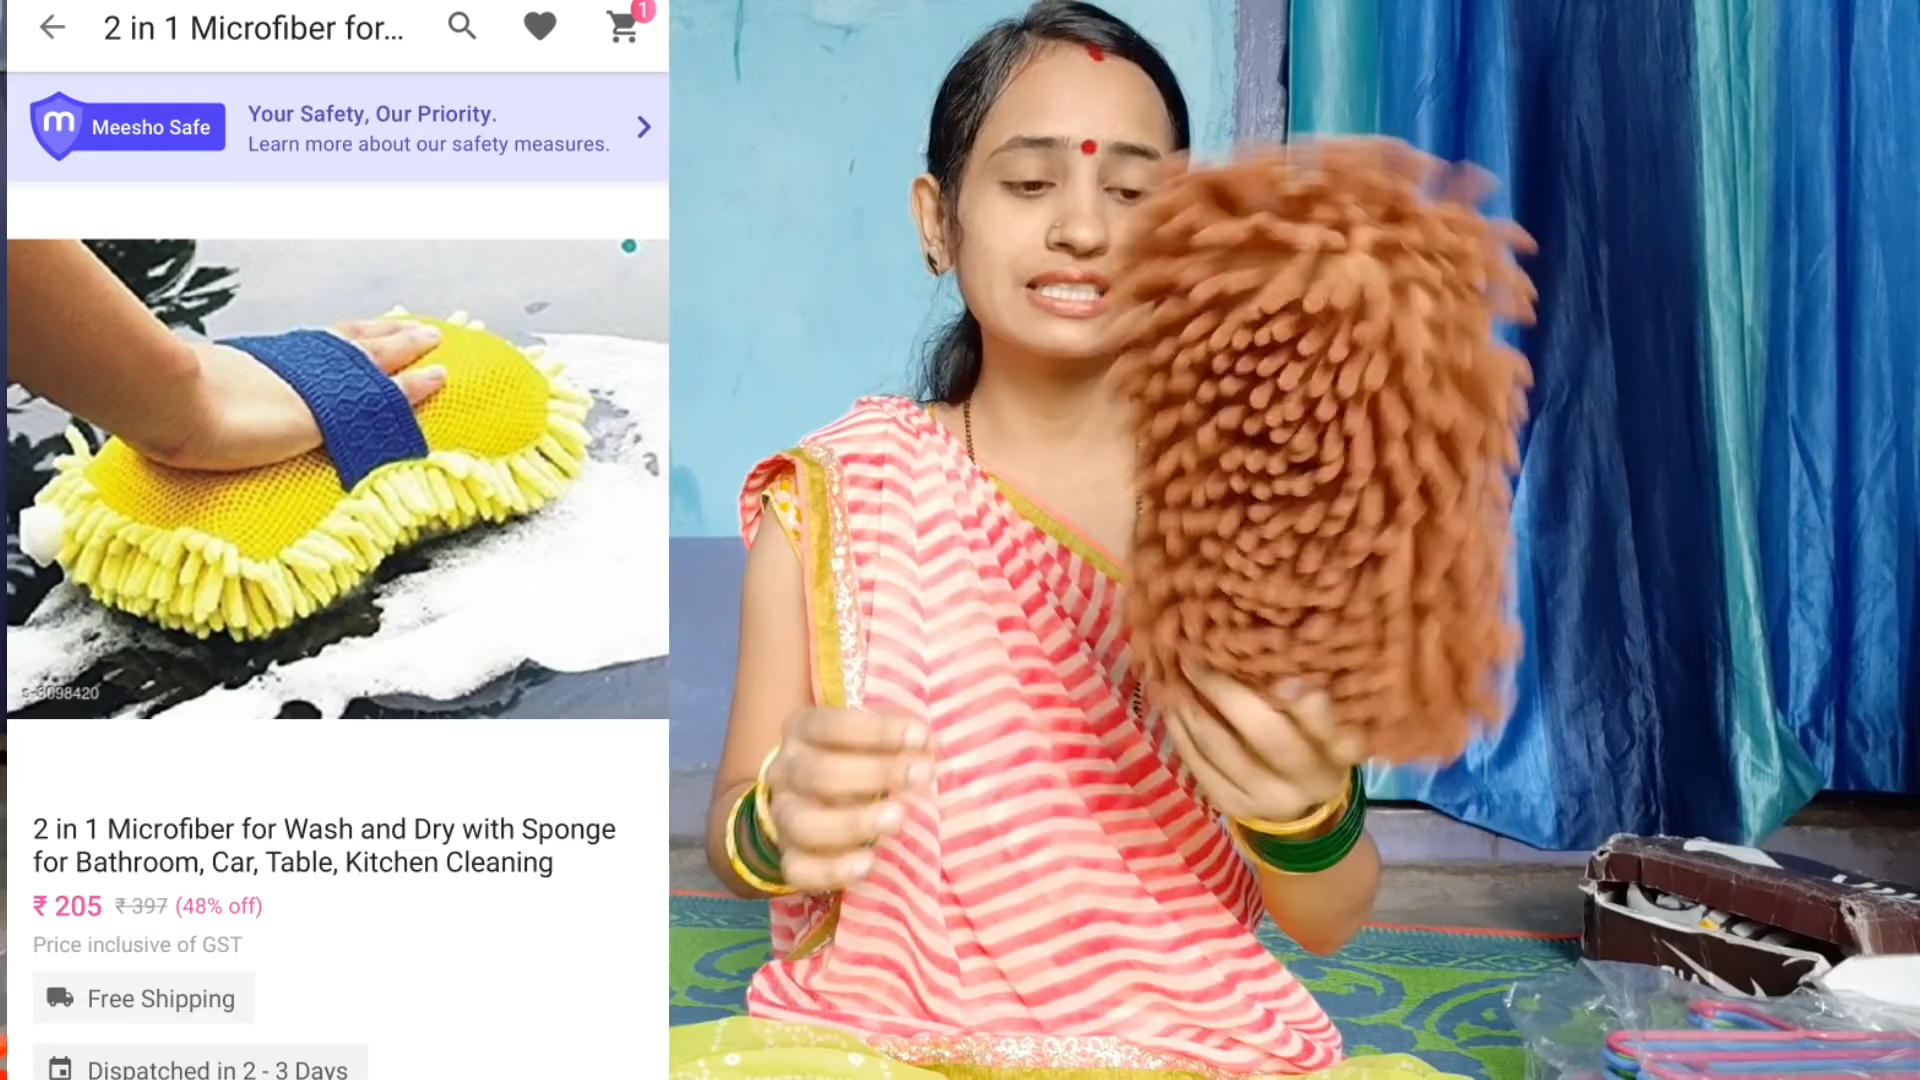 2 in 1 Microfiber for...
1
m
Meesho Safe
Your Safety, Our Priority.
Learn more about our safety measures.
2 in 1 Microfiber for Wash and Dry with Sponge
for Bathroom, Car, Table, Kitchen Cleaning
₹ 205 ₹ 397 (48% off)
Price inclusive of GST
Free Shipping
Dispatched in 2 - 3 Days